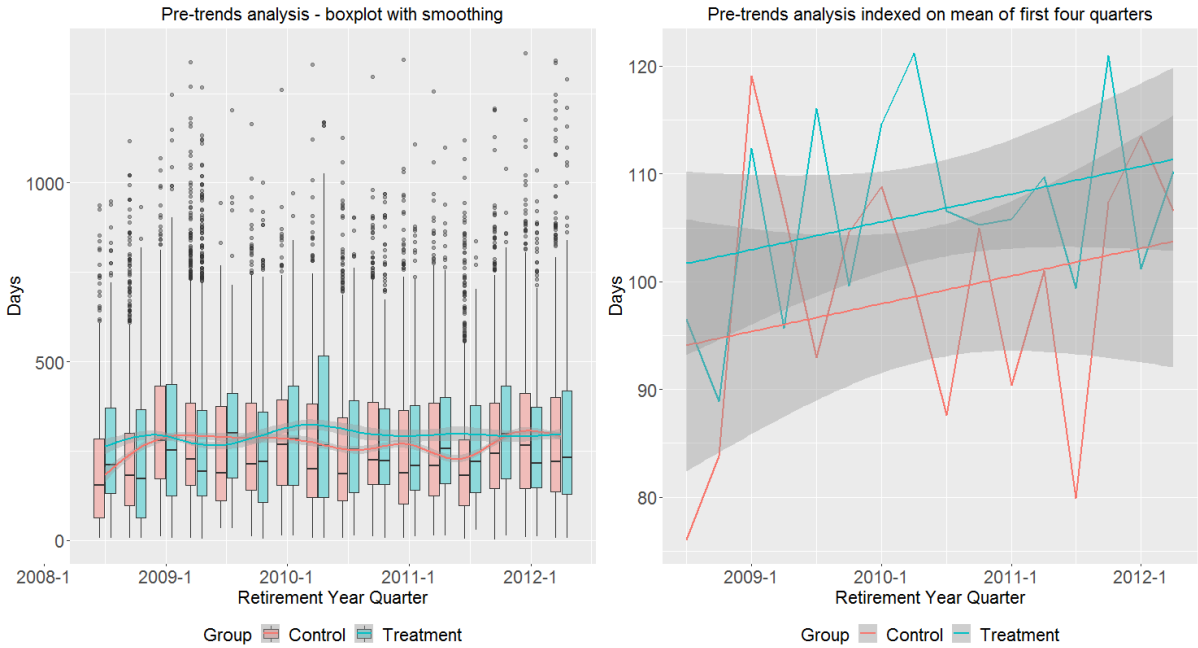 Pre-trends analysis - boxplot with smoothing
Days
1000
500
0
2008-1 2009-1 2010-1 2011-1 2012-1
Retirement Year Quarter
Group Control Treatment
Pre-trends analysis indexed on mean of first four quarters
Days
120
110
100
90
80
2009-1 2010-1 2011-1 2012-1
Retirement Year Quarter
Group Control Treatment